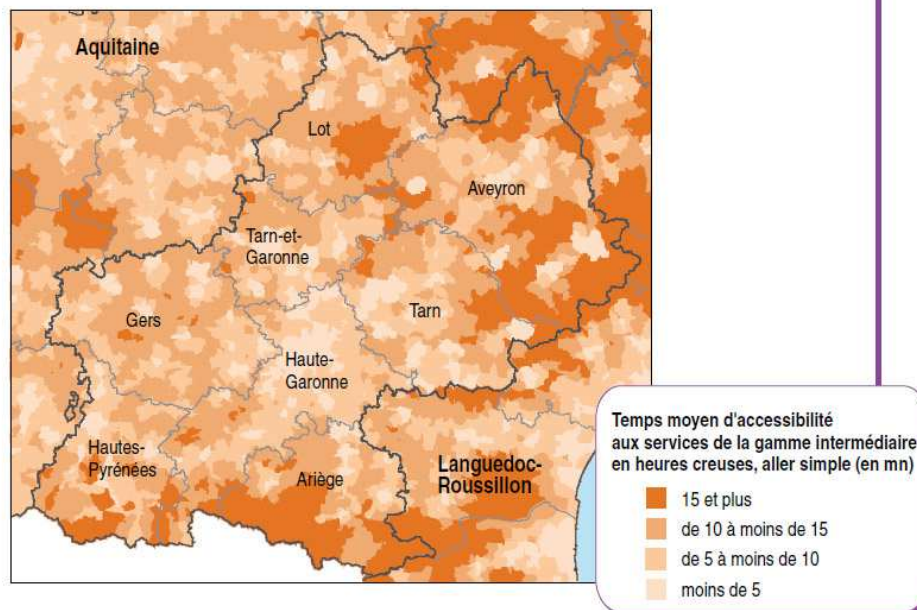 Aquitaine
Lot
Aveyron
Tarn-et-
Garonne
Gers
Tarn
Haute-
Garonne
Hautes-
Pyrénées
Ariège
Languedoc-
Roussillon
Temps moyen d'accessibilité
aux services de la gamme intermédiaire
en heures creuses, aller simple (en mn)
15 et plus
de 10 à moins de 15
de 5 à moins de 10
moins de 5